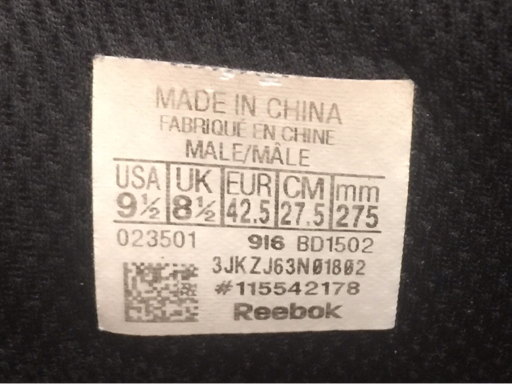 MADE IN CHINA
FABRIQUÉ EN CHINE
MALE/MÂLE
USA UK EUR CM mm
9½ 8½ 42.5 27.5 275
023501 916 BD1502
3JKZJ63N01802
#115542178
Reebok